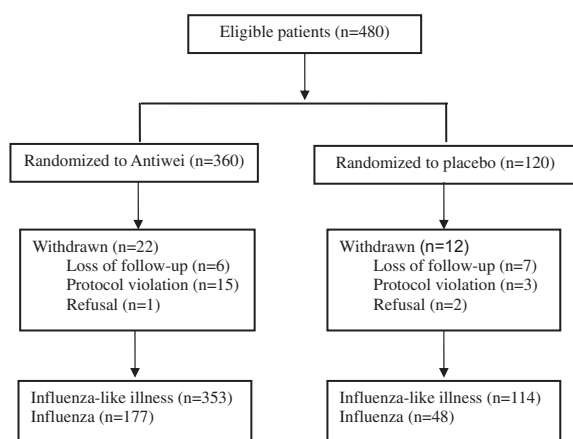 Eligible patients (n=480)
Randomized to Antiwei (n=360)
Randomized to placebo (n=120)
Withdrawn (n=22)
Loss of follow-up (n=6)
Protocol violation (n=15)
Refusal (n=1)
Withdrawn (n=12)
Loss of follow-up (n=7)
Protocol violation (n=3)
Refusal (n=2)
Influenza-like illness (n=353)
Influenza (n=177)
Influenza-like illness (n=114)
Influenza (n=48)